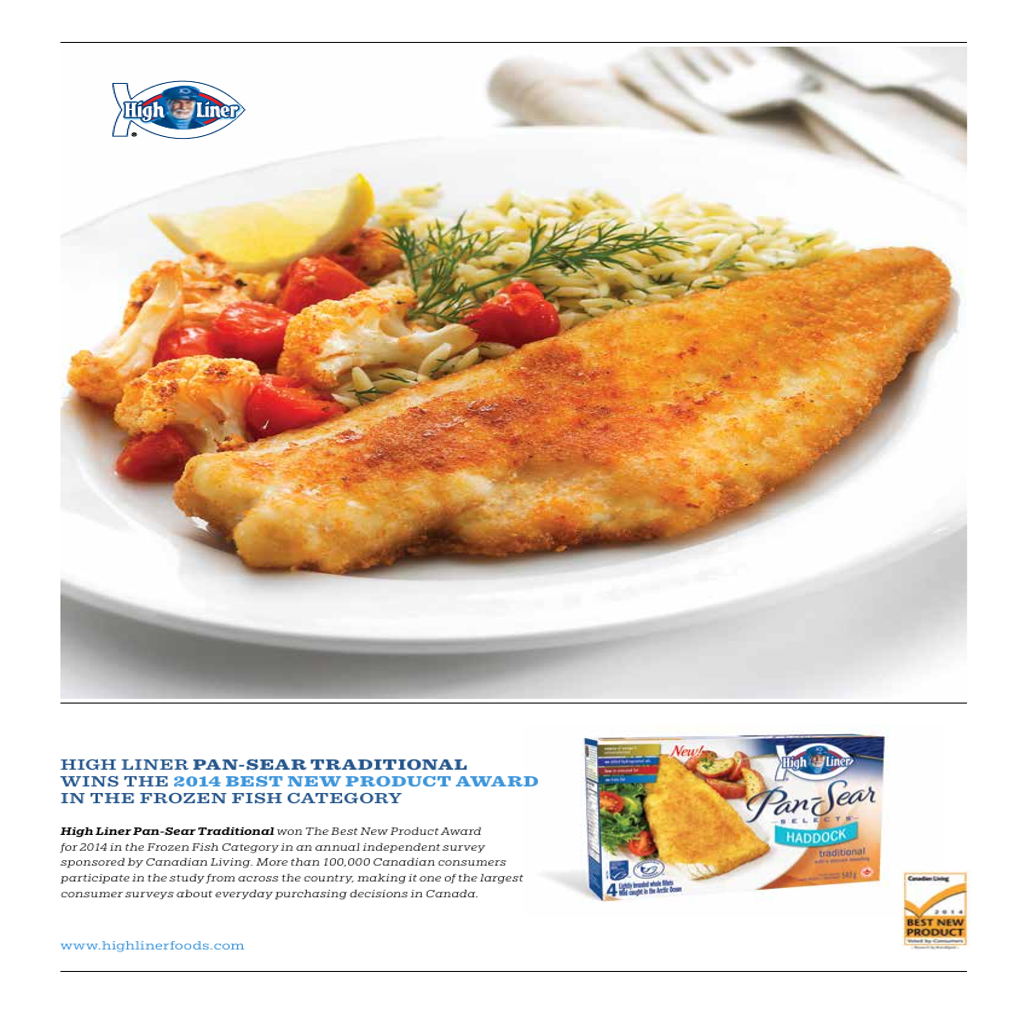 High Liner
HIGH LINER PAN-SEAR TRADITIONAL
WINS THE 2014 BEST NEW PRODUCT AWARD
IN THE FROZEN FISH CATEGORY
High Liner Pan-Sear Traditional won The Best New Product Award
for 2014 in the Frozen Fish Category in an annual independent survey
sponsored by Canadian Living. More than 100,000 Canadian consumers
participate in the study from across the country, making it one of the largest
consumer surveys about everyday purchasing decisions in Canada.
www.highlinerfoods.com
New!
High Liner
Pan-Sear
SELECTS
HADDOCK
traditional
4 Lightly breaded whole fillets
Wild caught in the Arctic Ocean
540 g
Canadian Living
2014
BEST NEW
PRODUCT
Voted by Consumers